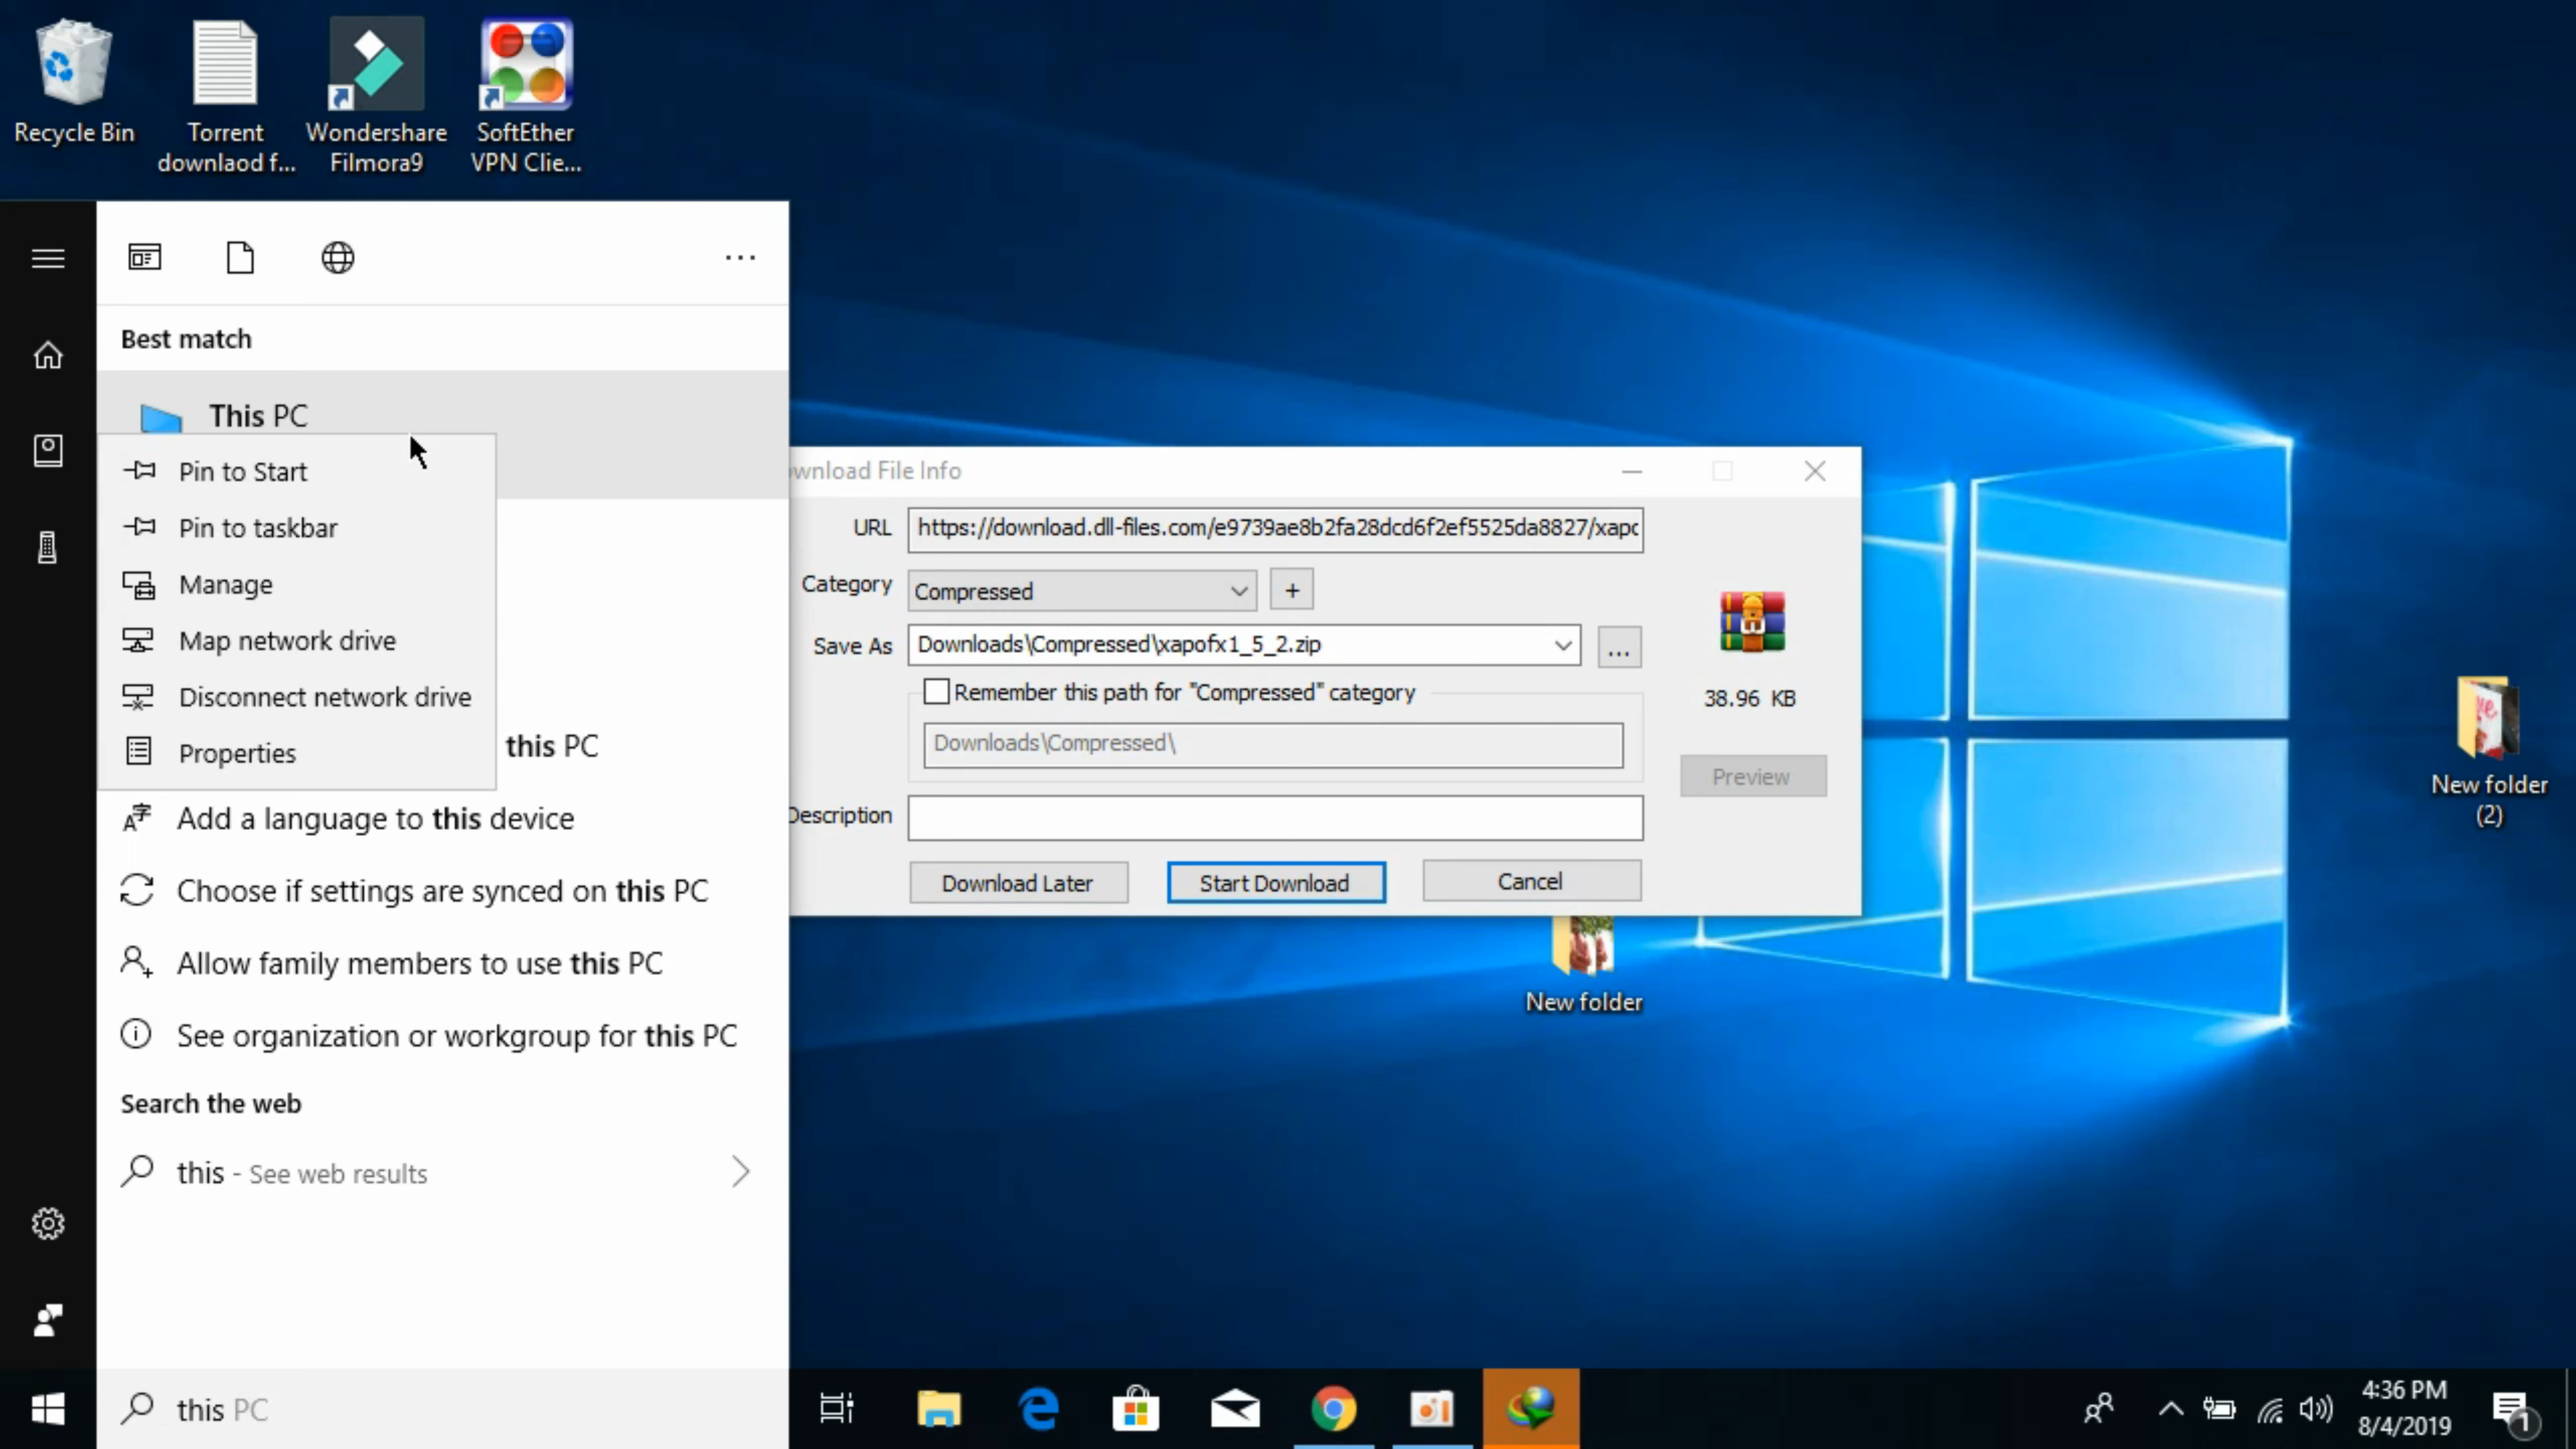 Recycle Bin
Torrent
downlaod f...
Wondershare
Filmora9
SoftEther
VPN Clie...
Best match
This PC
Pin to Start
Pin to taskbar
Manage
Map network drive
Disconnect network drive
Properties
this PC
Add a language to this device
Choose if settings are synced on this PC
Allow family members to use this PC
See organization or workgroup for this PC
Search the web
this - See web results
this PC
ownload File Info
URL
https://download.dll-files.com/e9739ae8b2fa28dcd6f2ef5525da8827/xapo
Category
Compressed
+
Save As
Downloads\Compressed\xapofx1_5_2.zip
...
Remember this path for "Compressed" category
Downloads\Compressed\
38.96 KB
Preview
Description
Download Later
Start Download
Cancel
New folder
New folder
(2)
4:36 PM
8/4/2019
1